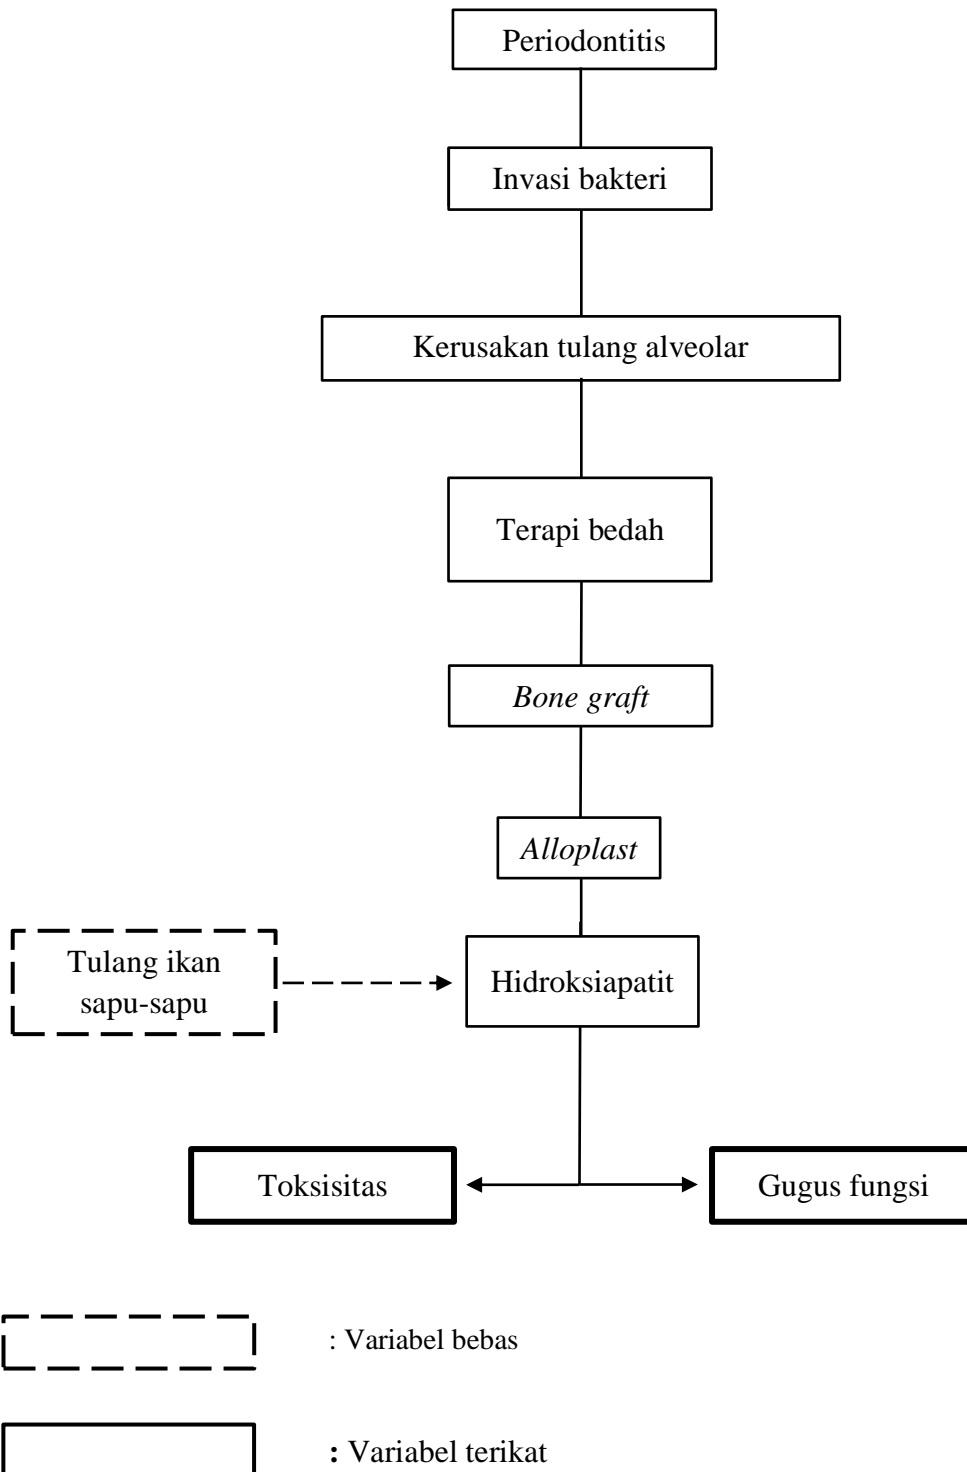 Periodontitis
Invasi bakteri
Kerusakan tulang alveolar
Terapi bedah
Bone graft
Alloplast
Tulang ikan
sapu-sapu
Hidroksiapatit
Toksisitas
Gugus fungsi
: Variabel bebas
: Variabel terikat